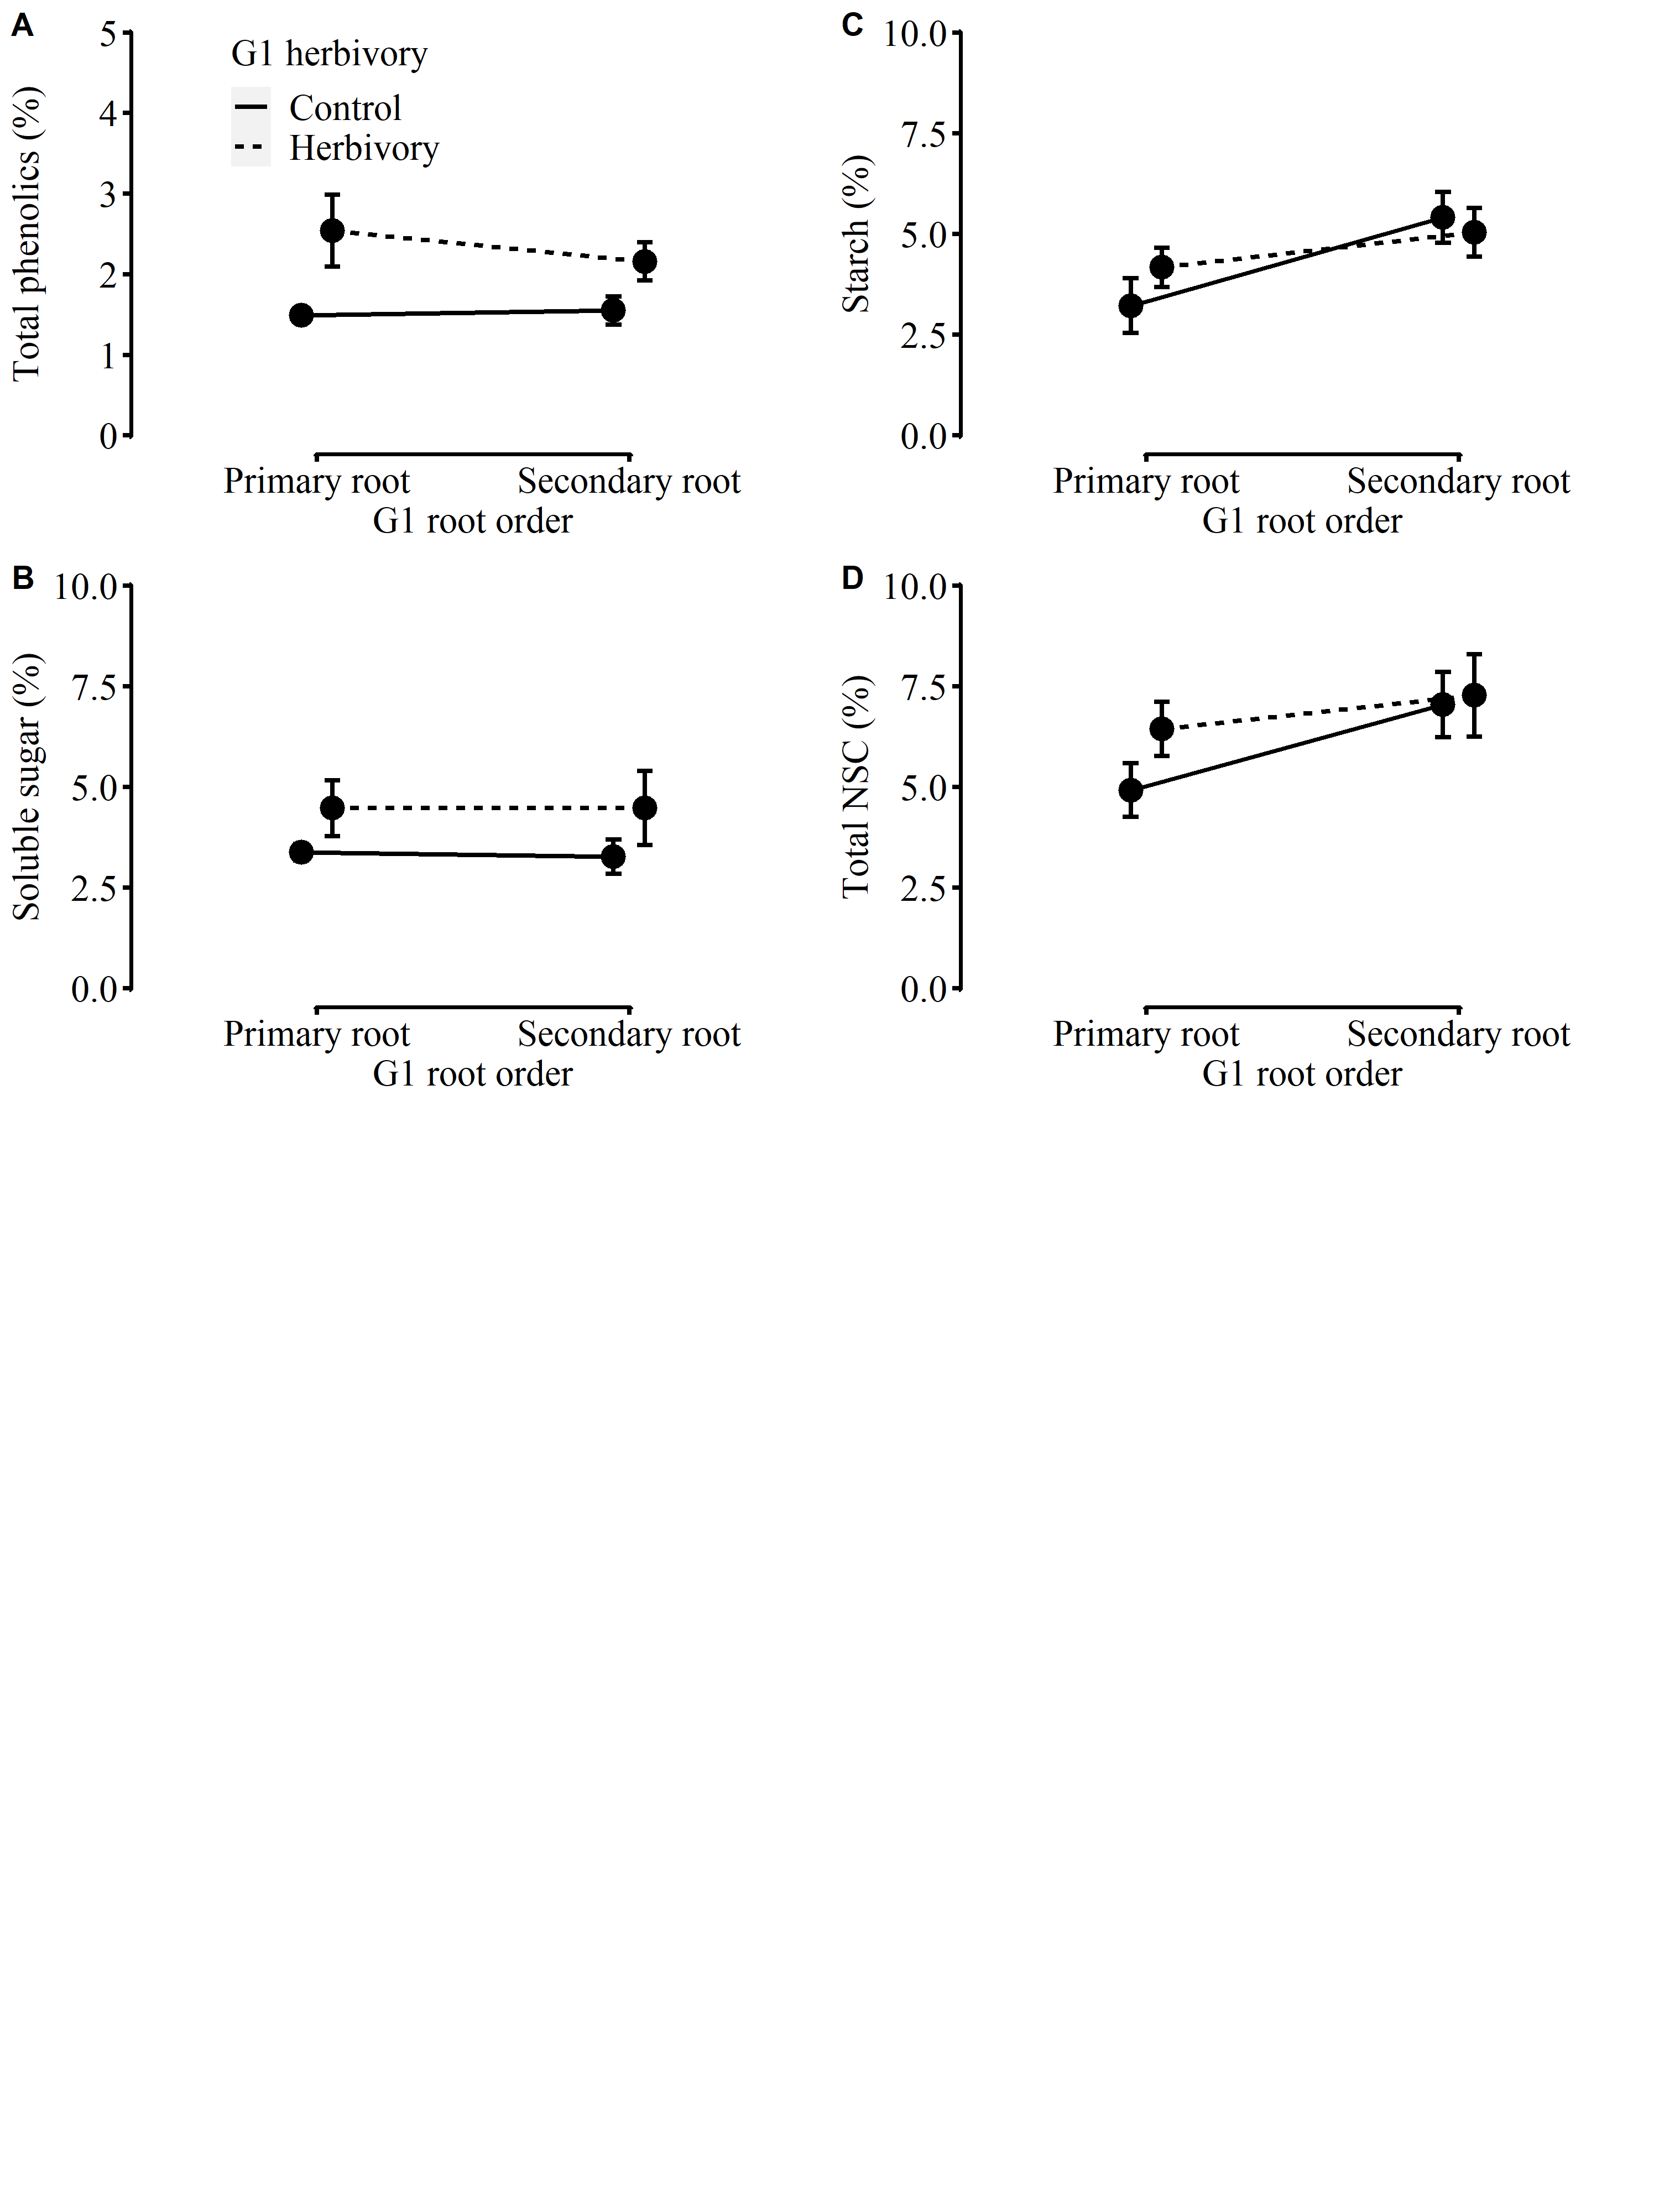 A
Total phenolics (%)
5
4
3
2
1
0
G1 herbivory
Control
Herbivory
Primary root
Secondary root
G1 root order
C
Starch (%)
10.0
7.5
5.0
2.5
0.0
Primary root
Secondary root
G1 root order
B
Soluble sugar (%)
10.0
7.5
5.0
2.5
0.0
Primary root
Secondary root
G1 root order
D
Total NSC (%)
10.0
7.5
5.0
2.5
0.0
Primary root
Secondary root
G1 root order